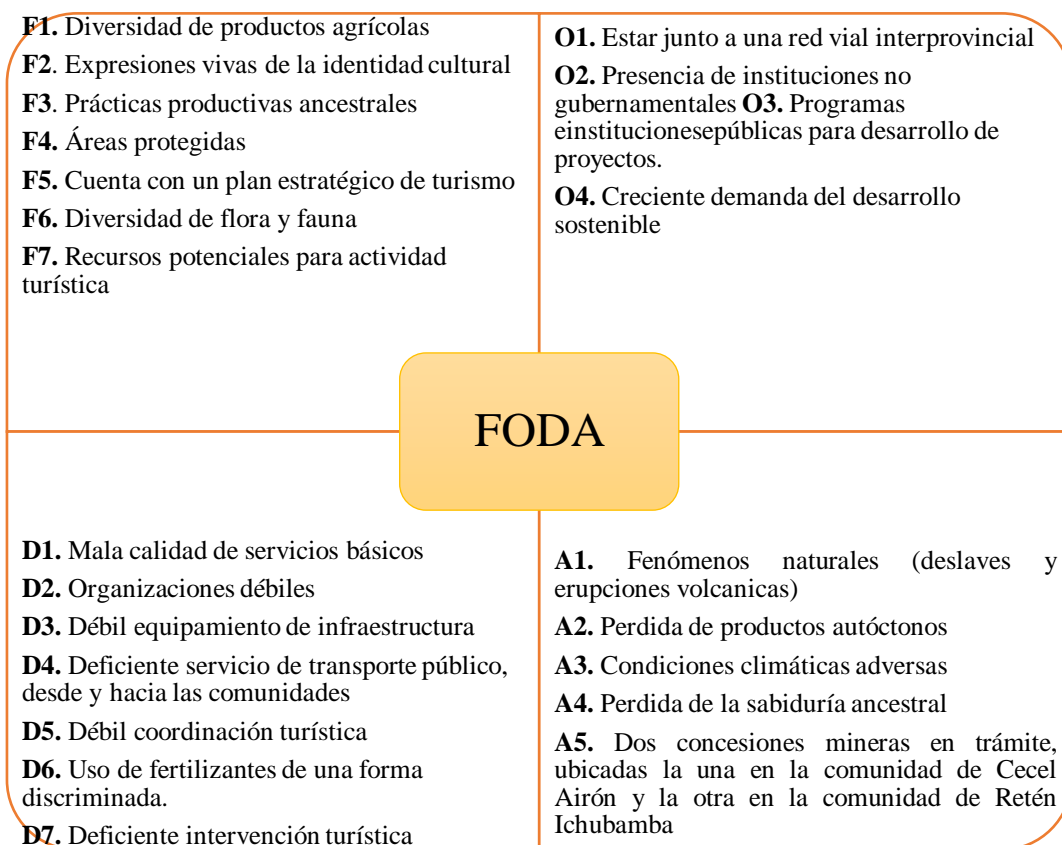 F1. Diversidad de productos agrícolas
F2. Expresiones vivas de la identidad cultural
F3. Prácticas productivas ancestrales
F4. Áreas protegidas
F5. Cuenta con un plan estratégico de turismo
F6. Diversidad de flora y fauna
F7. Recursos potenciales para actividad
turística
O1. Estar junto a una red vial interprovincial
O2. Presencia de instituciones no
gubernamentales O3. Programas
einstitucionesepúblicas para desarrollo de
proyectos.
O4. Creciente demanda del desarrollo
sostenible
FODA
D1. Mala calidad de servicios básicos
D2. Organizaciones débiles
D3. Débil equipamiento de infraestructura
D4. Deficiente servicio de transporte público,
desde y hacia las comunidades
D5. Débil coordinación turística
D6. Uso de fertilizantes de una forma
discriminada.
D7. Deficiente intervención turística
A1. Fenómenos naturales (deslaves y
erupciones volcanicas)
A2. Perdida de productos autóctonos
A3. Condiciones climáticas adversas
A4. Perdida de la sabiduría ancestral
A5. Dos concesiones mineras en trámite,
ubicadas la una en la comunidad de Cecel
Airón y la otra en la comunidad de Retén
Ichubamba